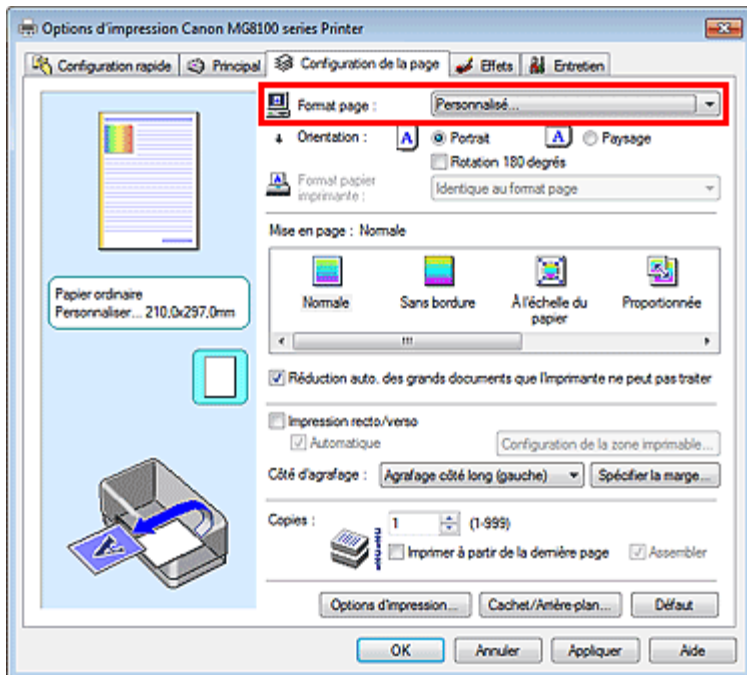 Options d'impression Canon MG8100 series Printer
Configuration rapide Principal Configuration de la page Effets Entretien
Format page : Personnalisé...
Orientation : A Portrait A Paysage
Rotation 180 degrés
Format papier imprimante : Identique au format page
Mise en page : Normale
Normale Sans bordure À l'échelle du papier Proportionnée
Papier ordinaire
Personnaliser... 210,0x297,0mm
Réduction auto. des grands documents que l'imprimante ne peut pas traiter
Impression recto/verso
Automatique Configuration de la zone imprimable...
Côté d'agrafage : Agrafage côté long (gauche) Spécifier la marge...
Copies : 1 (1-999)
Imprimer à partir de la dernière page Assembler
Options d'impression... Cachet/Arrière-plan... Défaut
OK Annuler Appliquer Aide